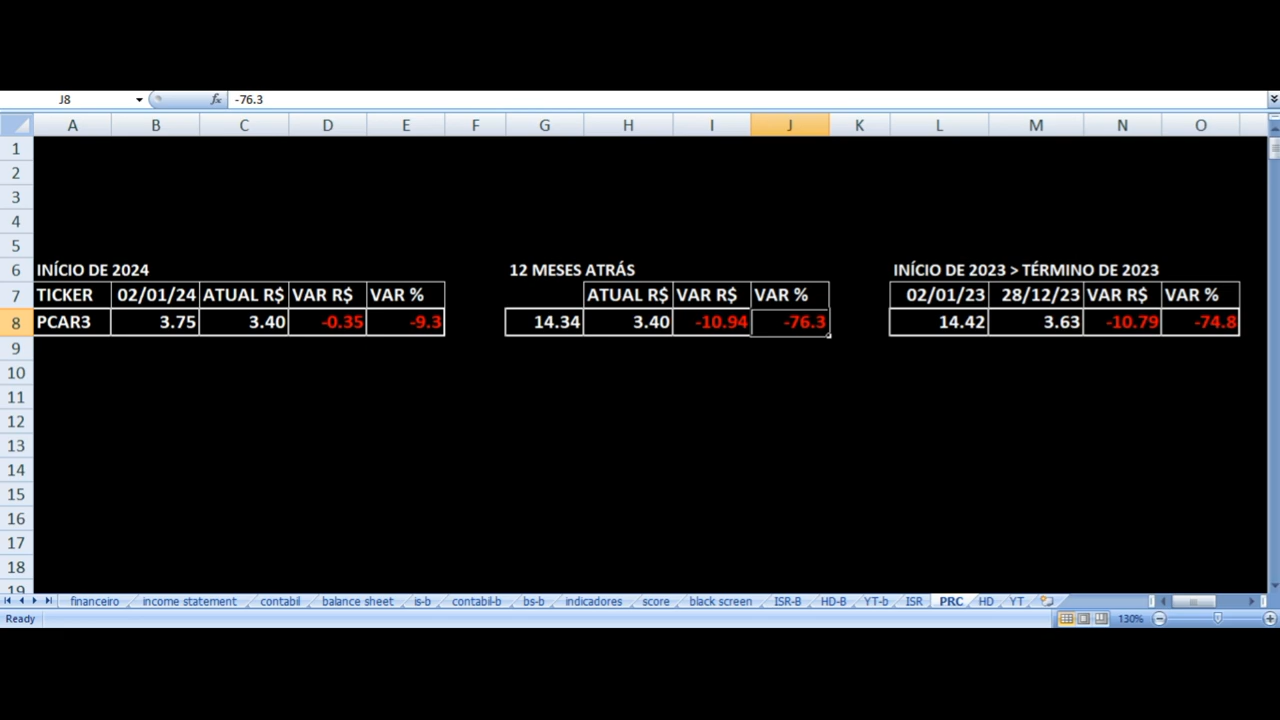 J8 fx -76.3
A B C D E F G H I J K L M N O
1
2
3
4
5
6 INÍCIO DE 2024 12 MESES ATRÁS INÍCIO DE 2023 > TÉRMINO DE 2023
7 TICKER 02/01/24 ATUAL R$ VAR R$ VAR % ATUAL R$ VAR R$ VAR % 02/01/23 28/12/23 VAR R$ VAR %
8 PCAR3 3.75 3.40 -0.35 -9.3 14.34 3.40 -10.94 -76.3 14.42 3.63 -10.79 -74.8
9
10
11
12
13
14
15
16
17
18
19
financeiro income statement contabil balance sheet is-b contabil-b bs-b indicadores score black screen ISR-B HD-B YT-b ISR PRC HD YT
Ready 130%